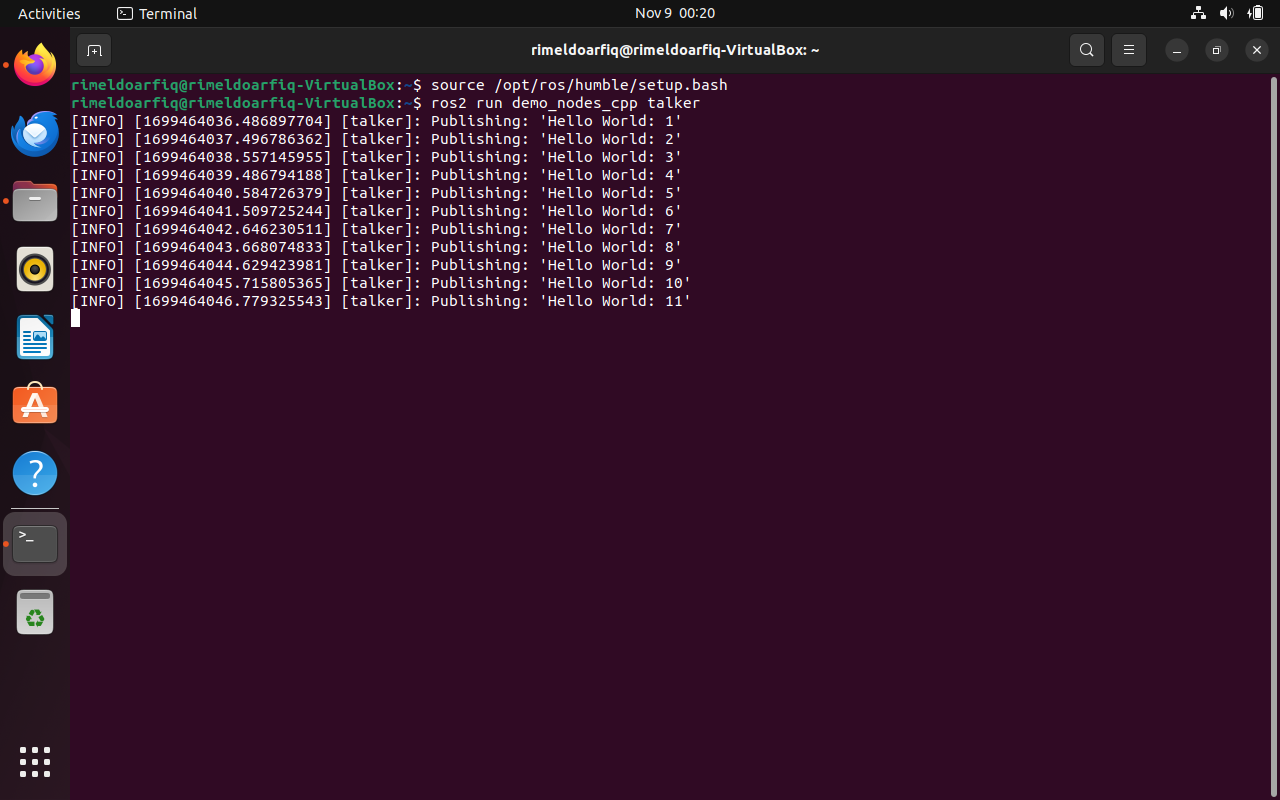 Activities
Terminal
Nov 9 00:20
rimeldoarfiq@rimeldoarfiq-VirtualBox: ~
rimeldoarfiq@rimeldoarfiq-VirtualBox:~$ source /opt/ros/humble/setup.bash
rimeldoarfiq@rimeldoarfiq-VirtualBox:~$ ros2 run demo_nodes_cpp talker
[INFO] [1699464036.486897704] [talker]: Publishing: 'Hello World: 1'
[INFO] [1699464037.496786362] [talker]: Publishing: 'Hello World: 2'
[INFO] [1699464038.557145955] [talker]: Publishing: 'Hello World: 3'
[INFO] [1699464039.486794188] [talker]: Publishing: 'Hello World: 4'
[INFO] [1699464040.584726379] [talker]: Publishing: 'Hello World: 5'
[INFO] [1699464041.509725244] [talker]: Publishing: 'Hello World: 6'
[INFO] [1699464042.646230511] [talker]: Publishing: 'Hello World: 7'
[INFO] [1699464043.668074833] [talker]: Publishing: 'Hello World: 8'
[INFO] [1699464044.629423981] [talker]: Publishing: 'Hello World: 9'
[INFO] [1699464045.715805365] [talker]: Publishing: 'Hello World: 10'
[INFO] [1699464046.779325543] [talker]: Publishing: 'Hello World: 11'